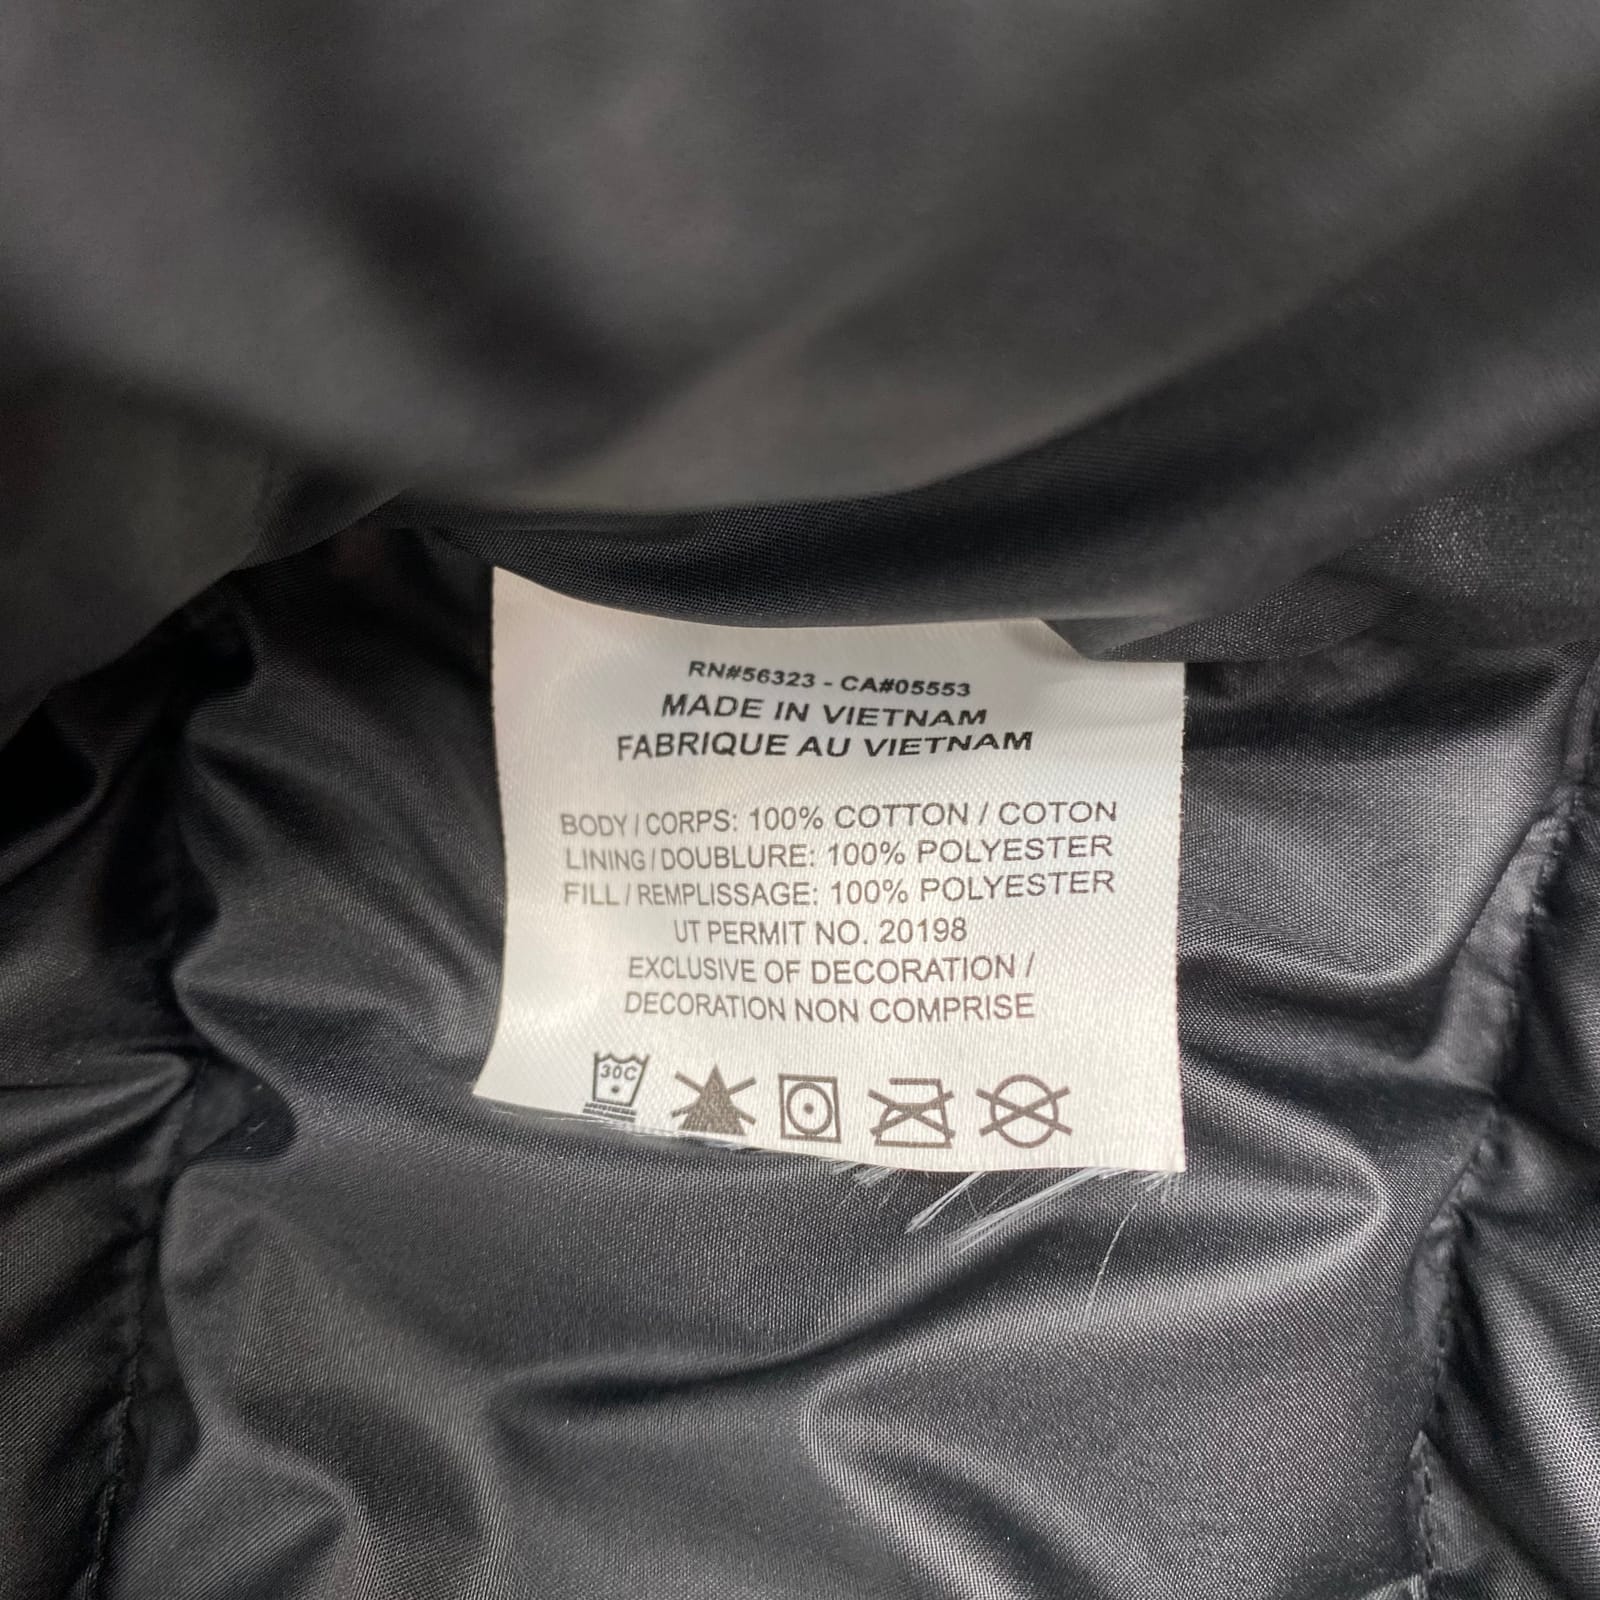 RN#56323 - CA#05553
MADE IN VIETNAM
FABRIQUE AU VIETNAM
BODY / CORPS: 100% COTTON / COTON
LINING / DOUBLURE: 100% POLYESTER
FILL / REMPLISSAGE: 100% POLYESTER
UT PERMIT NO. 20198
EXCLUSIVE OF DECORATION /
DECORATION NON COMPRISE
30C